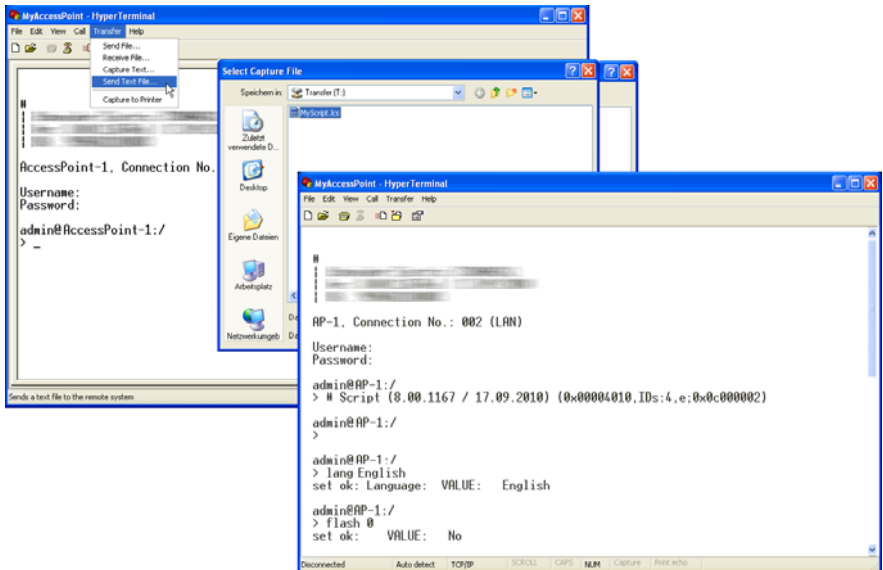 MyAccessPoint - HyperTerminal
File Edit View Call Transfer Help
Send File...
Receive File...
Capture Text...
Send Text File...
Capture to Printer
#
|
|
|
AccessPoint-1, Connection No.
Username:
Password:
admin@AccessPoint-1:/
> _
Sends a text file to the remote system
Select Capture File
Speichern in: Transfer (T:)
MyScript.lcs
Zuletzt
verwendete D...
Desktop
Eigene Dateien
Arbeitsplatz
Netzwerkumgeb
MyAccessPoint - HyperTerminal
File Edit View Call Transfer Help
#
|
|
|
AP-1, Connection No.: 002 (LAN)
Username:
Password:
admin@AP-1:/
> # Script (8.00.1167 / 17.09.2010) (0x00004010,IDs:4,e;0x0c000002)
admin@AP-1:/
>
admin@AP-1:/
> lang English
set ok: Language: VALUE: English
admin@AP-1:/
> flash 0
set ok: VALUE: No
Disconnected Auto detect TCP/IP SCROLL CAPS NUM Capture Print echo